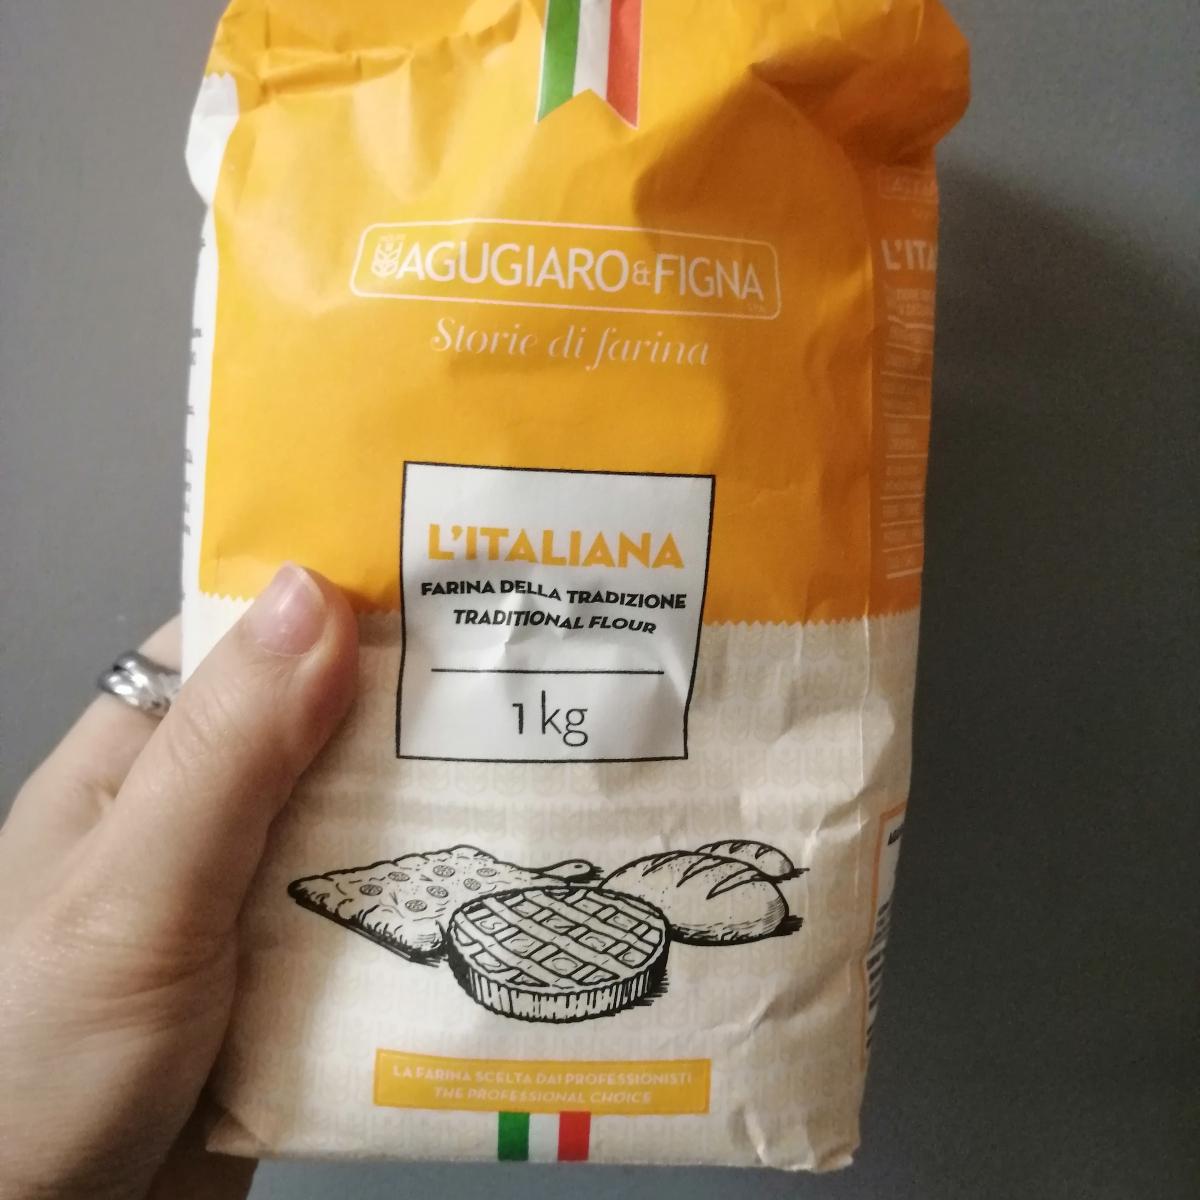 AGUGIARO & FIGNA
SPA
Storie di farina
L'ITALIANA
FARINA DELLA TRADIZIONE
TRADITIONAL FLOUR
1 kg
LA FARINA SCELTA DAI PROFESSIONISTI
THE PROFESSIONAL CHOICE
L'ITA